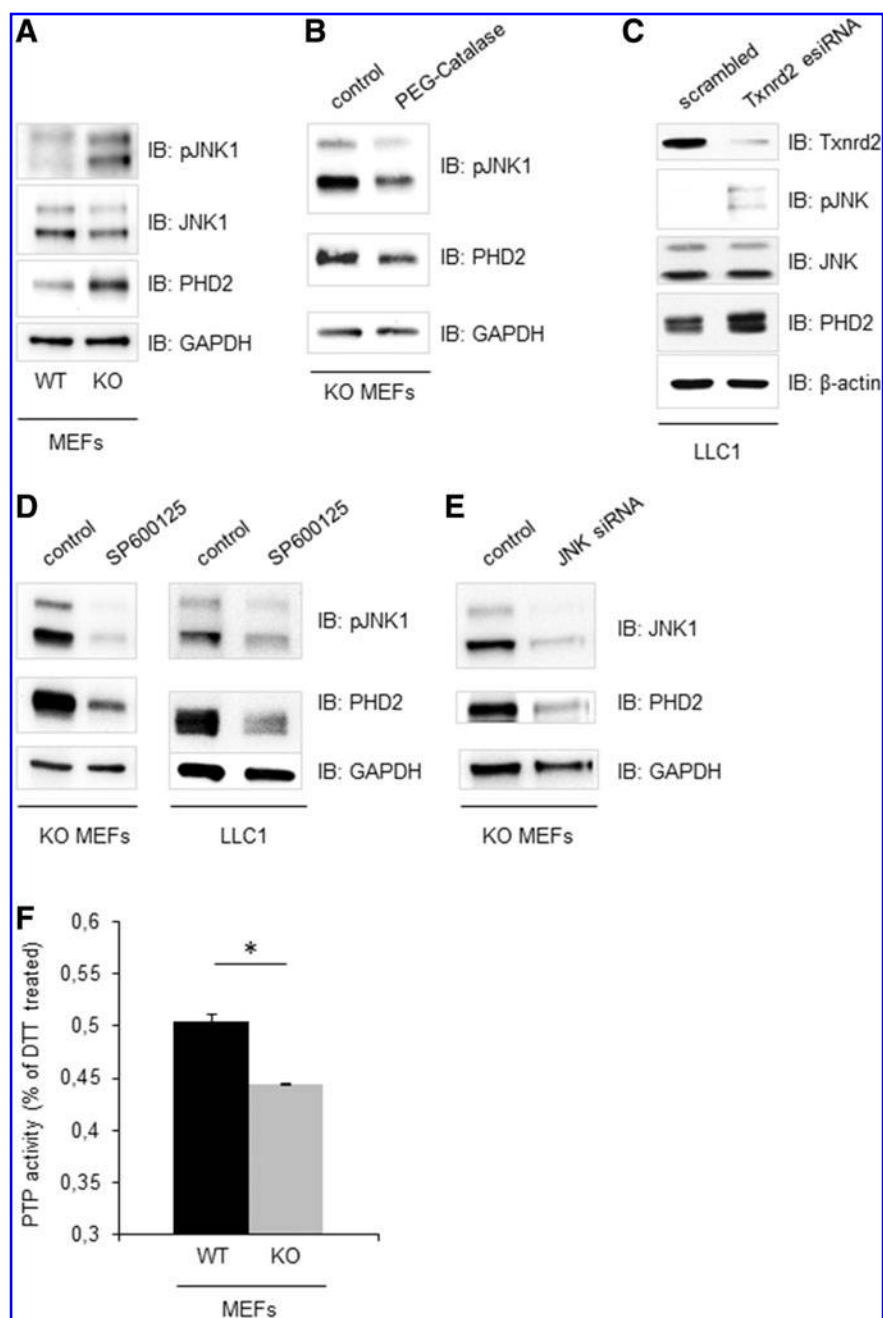 A
IB: pJNK1
IB: JNK1
IB: PHD2
IB: GAPDH
WT KO
MEFs
B
control PEG-Catalase
IB: pJNK1
IB: PHD2
IB: GAPDH
KO MEFs
C
scrambled Txnrd2 esiRNA
IB: Txnrd2
IB: pJNK
IB: JNK
IB: PHD2
IB: β-actin
LLC1
D
control SP600125 control SP600125
IB: pJNK1
IB: PHD2
IB: GAPDH
KO MEFs LLC1
E
control JNK siRNA
IB: JNK1
IB: PHD2
IB: GAPDH
KO MEFs
F
PTP activity (% of DTT treated)
0,6
0,55
0,5
0,45
0,4
0,35
0,3
*
WT KO
MEFs